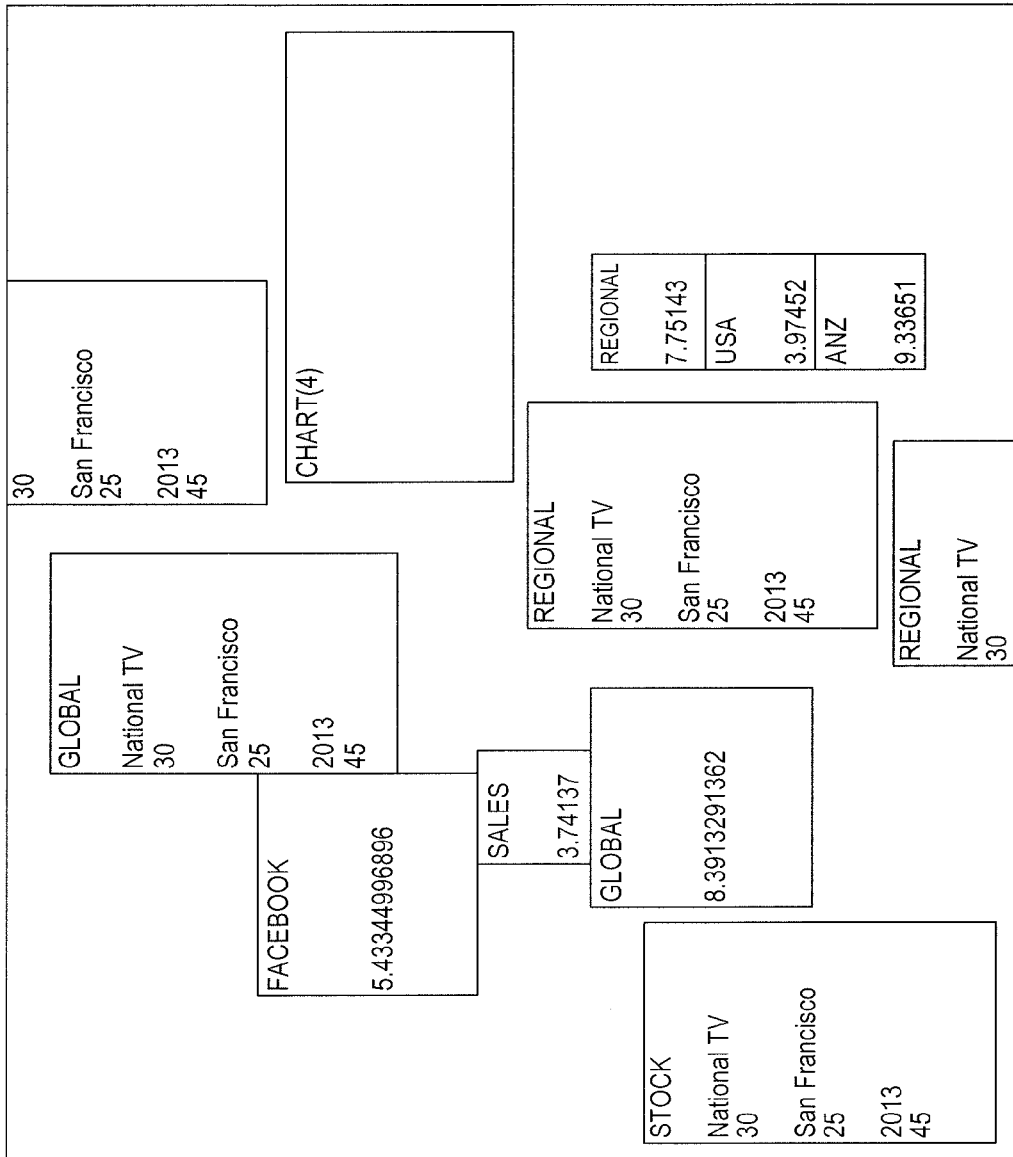 30
San Francisco
25
2013
45
GLOBAL
National TV
30
San Francisco
25
2013
45
CHART(4)
FACEBOOK
5.43344996896
SALES
3.74137
GLOBAL
8.3913291362
REGIONAL
National TV
30
San Francisco
25
2013
45
REGIONAL
7.75143
USA
3.97452
ANZ
9.33651
STOCK
National TV
30
San Francisco
25
2013
45
REGIONAL
National TV
30